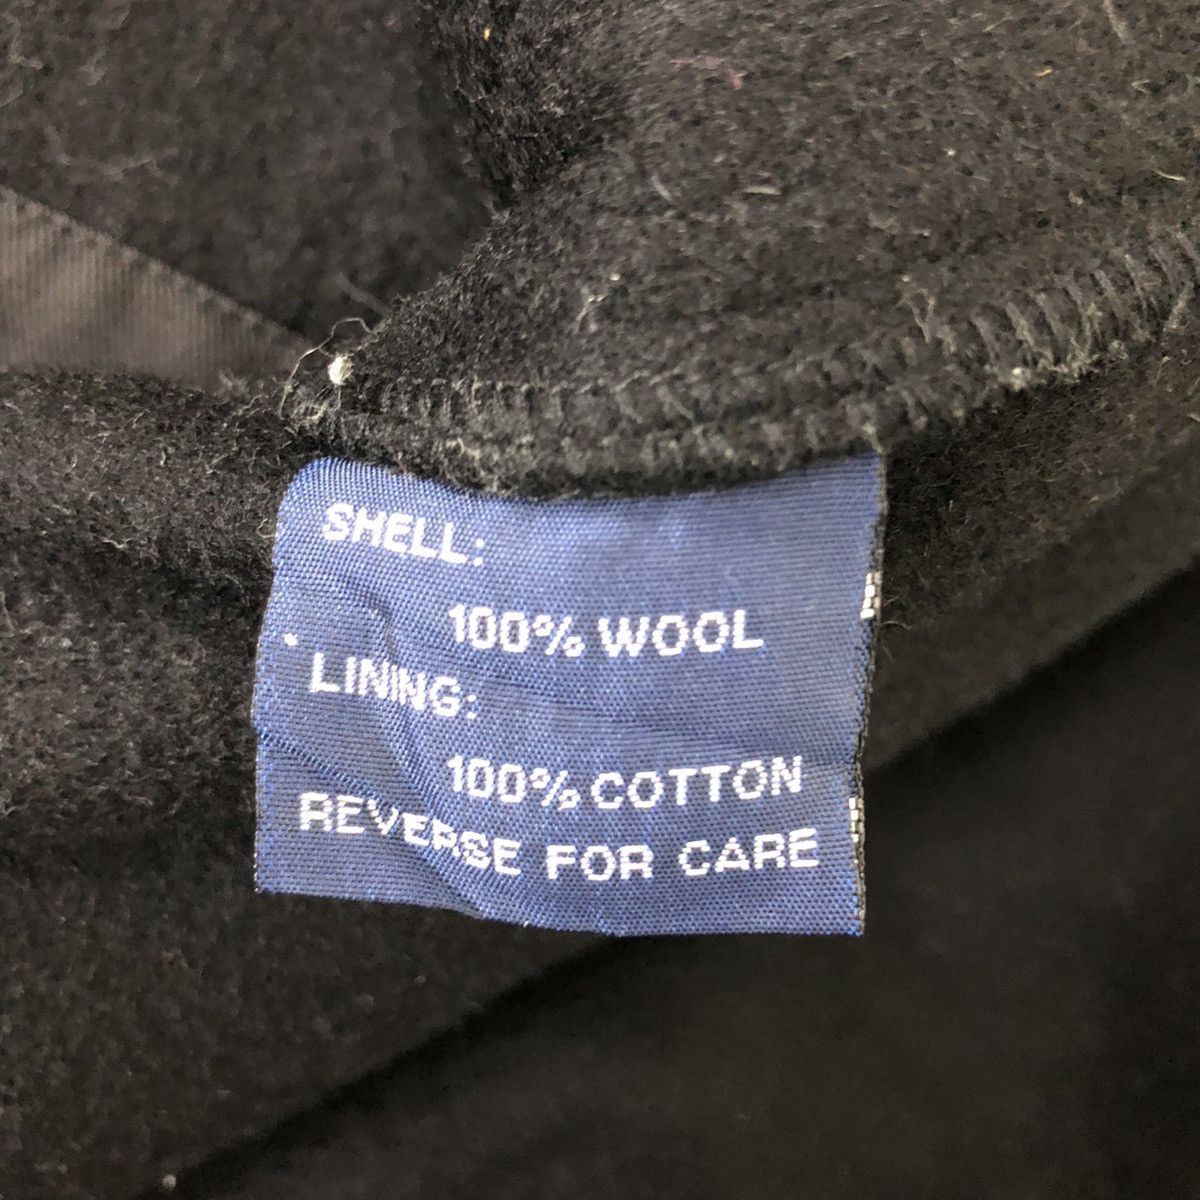 SHELL:
100% WOOL
LINING:
100% COTTON
REVERSE FOR CARE